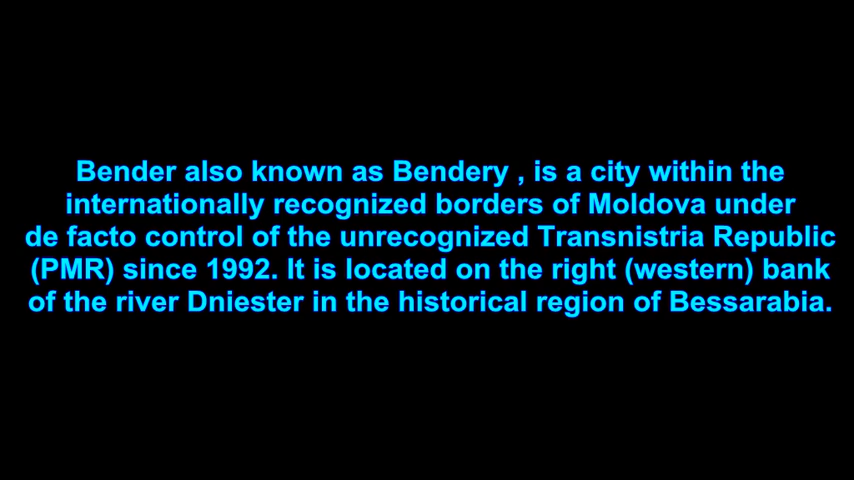 Bender also known as Bendery , is a city within the
internationally recognized borders of Moldova under
de facto control of the unrecognized Transnistria Republic
(PMR) since 1992. It is located on the right (western) bank
of the river Dniester in the historical region of Bessarabia.